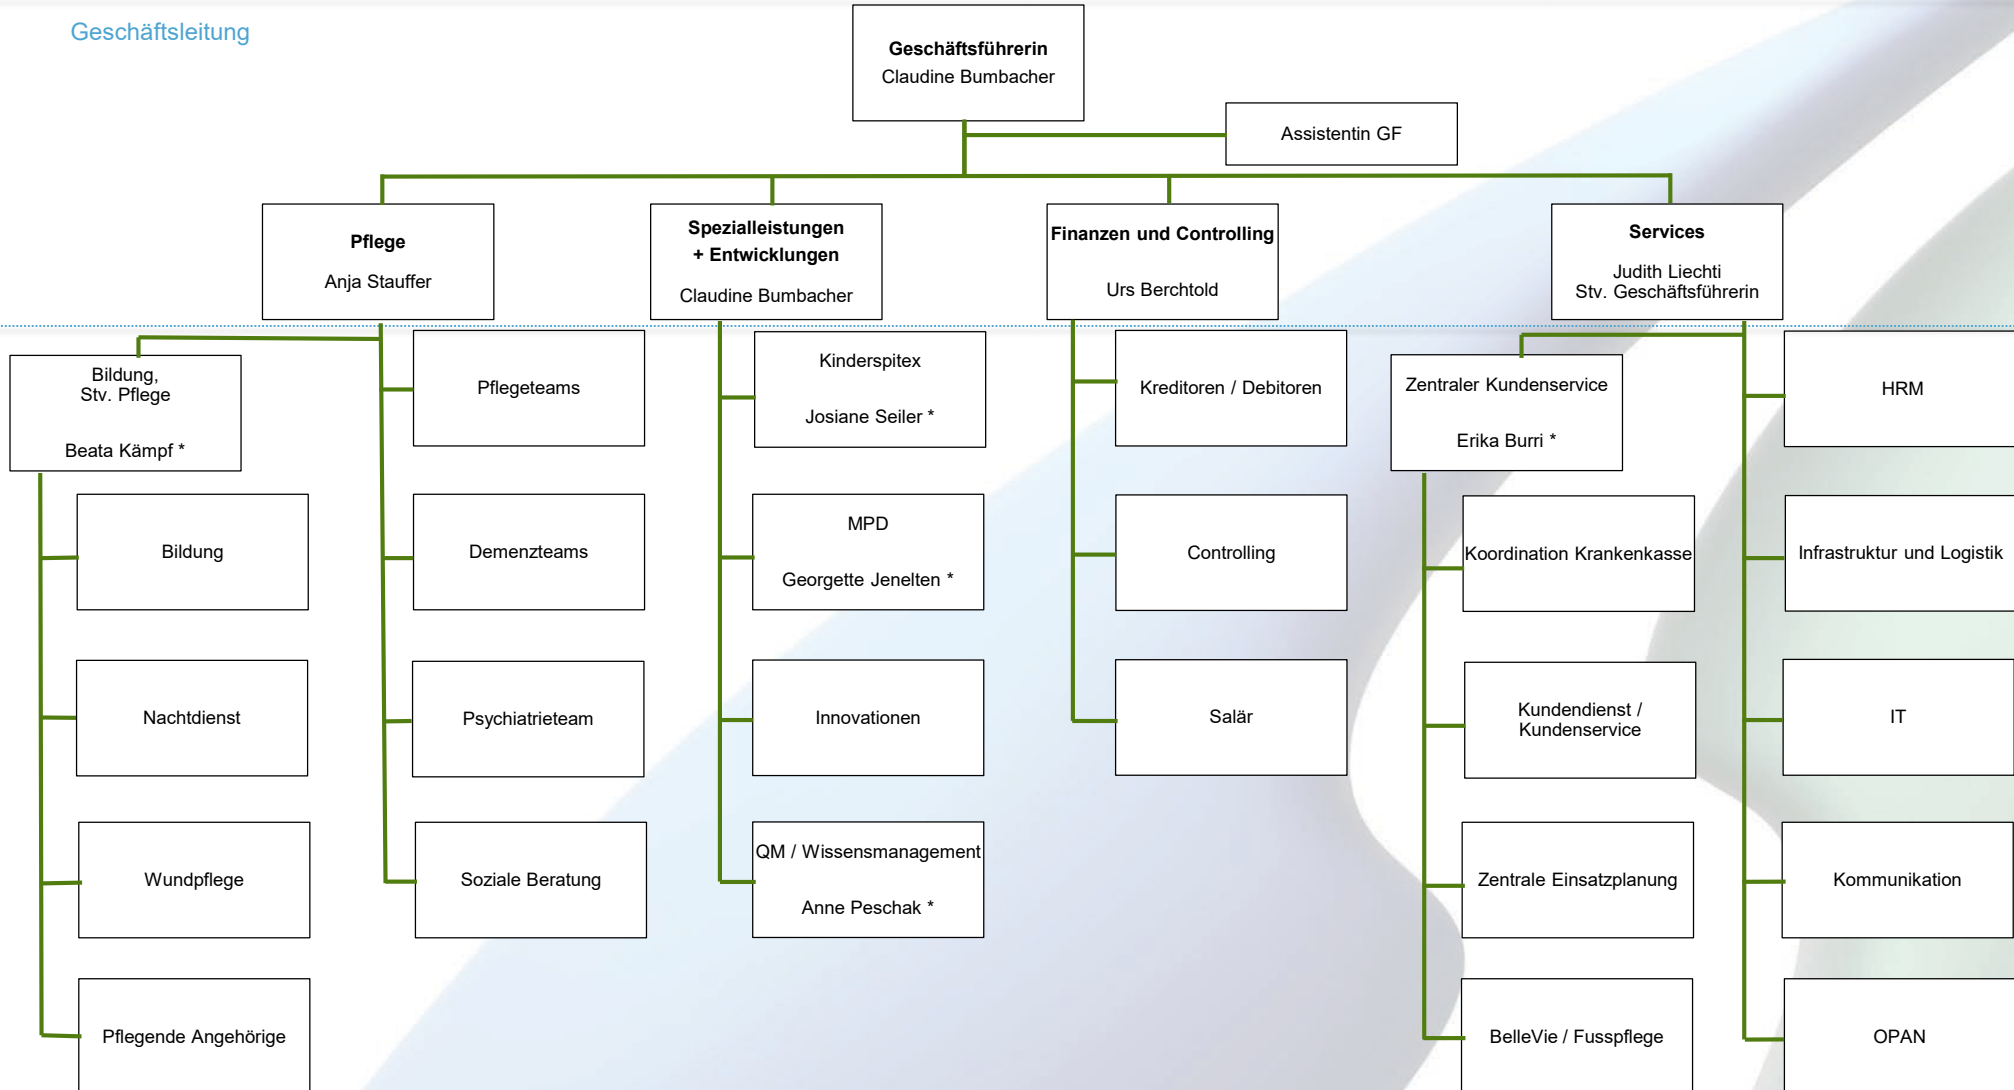 Geschäftsleitung
Geschäftsführerin
Claudine Bumbacher
Assistentin GF
Pflege
Anja Stauffer
Spezialleistungen
+ Entwicklungen
Claudine Bumbacher
Finanzen und Controlling
Urs Berchtold
Services
Judith Liechti
Stv. Geschäftsführerin
Bildung,
Stv. Pflege
Beata Kämpf *
Bildung
Nachtdienst
Wundpflege
Pflegende Angehörige
Pflegeteams
Demenzteams
Psychiatrieteam
Soziale Beratung
Kinderspitex
Josiane Seiler *
MPD
Georgette Jenelten *
Innovationen
QM / Wissensmanagement
Anne Peschak *
Kreditoren / Debitoren
Controlling
Salär
Zentraler Kundenservice
Erika Burri *
Koordination Krankenkasse
Kundendienst /
Kundenservice
Zentrale Einsatzplanung
BelleVie / Fusspflege
HRM
Infrastruktur und Logistik
IT
Kommunikation
OPAN